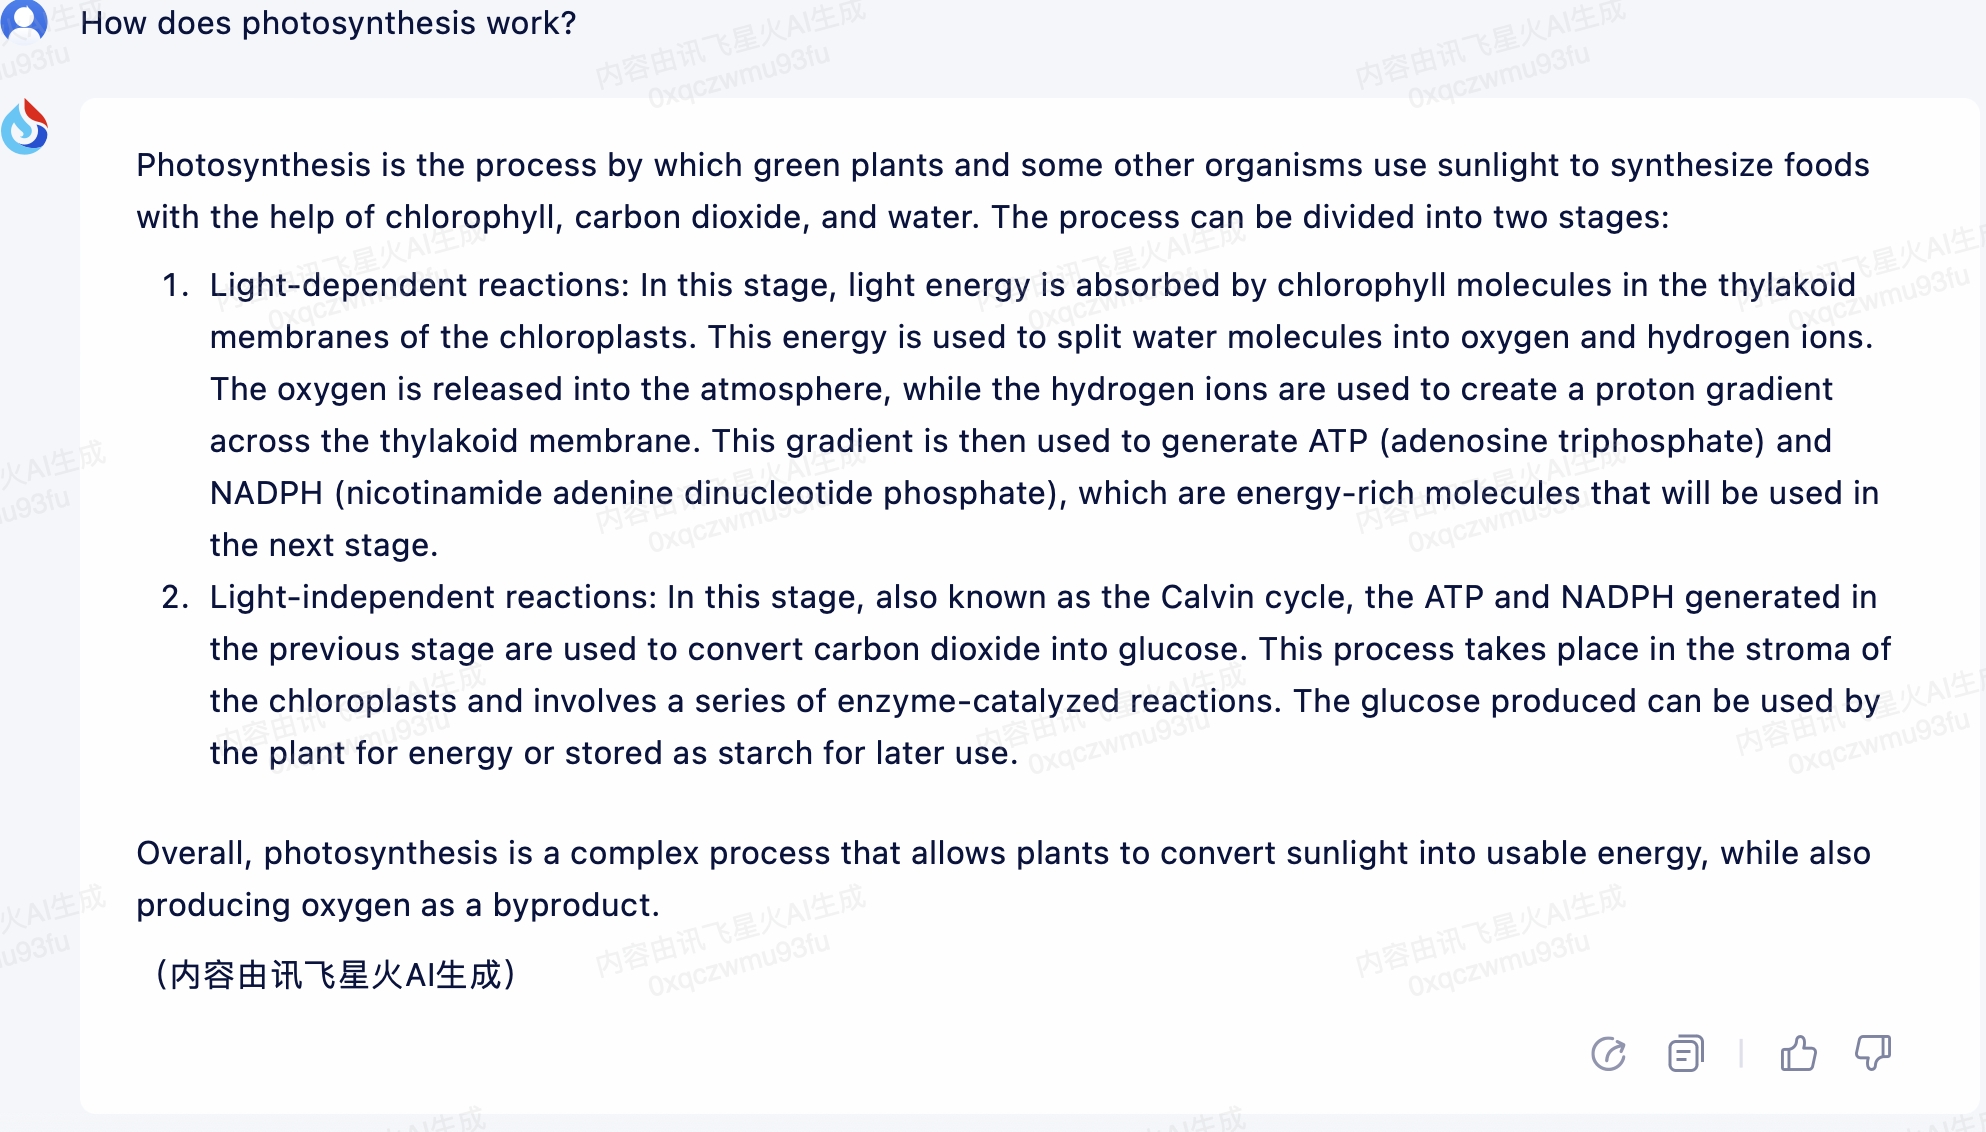 How does photosynthesis work?
Photosynthesis is the process by which green plants and some other organisms use sunlight to synthesize foods
with the help of chlorophyll, carbon dioxide, and water. The process can be divided into two stages:
1. Light-dependent reactions: In this stage, light energy is absorbed by chlorophyll molecules in the thylakoid
membranes of the chloroplasts. This energy is used to split water molecules into oxygen and hydrogen ions.
The oxygen is released into the atmosphere, while the hydrogen ions are used to create a proton gradient
across the thylakoid membrane. This gradient is then used to generate ATP (adenosine triphosphate) and
NADPH (nicotinamide adenine dinucleotide phosphate), which are energy-rich molecules that will be used in
the next stage.
2. Light-independent reactions: In this stage, also known as the Calvin cycle, the ATP and NADPH generated in
the previous stage are used to convert carbon dioxide into glucose. This process takes place in the stroma of
the chloroplasts and involves a series of enzyme-catalyzed reactions. The glucose produced can be used by
the plant for energy or stored as starch for later use.
Overall, photosynthesis is a complex process that allows plants to convert sunlight into usable energy, while also
producing oxygen as a byproduct.
（内容由讯飞星火AI生成）
内容由讯飞星火AI生成
0xqczwmu93fu